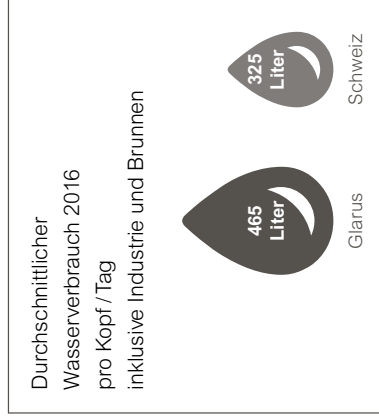 Durchschnittlicher
Wasserverbrauch 2016
pro Kopf / Tag
inklusive Industrie und Brunnen
465
Liter
Glarus
325
Liter
Schweiz